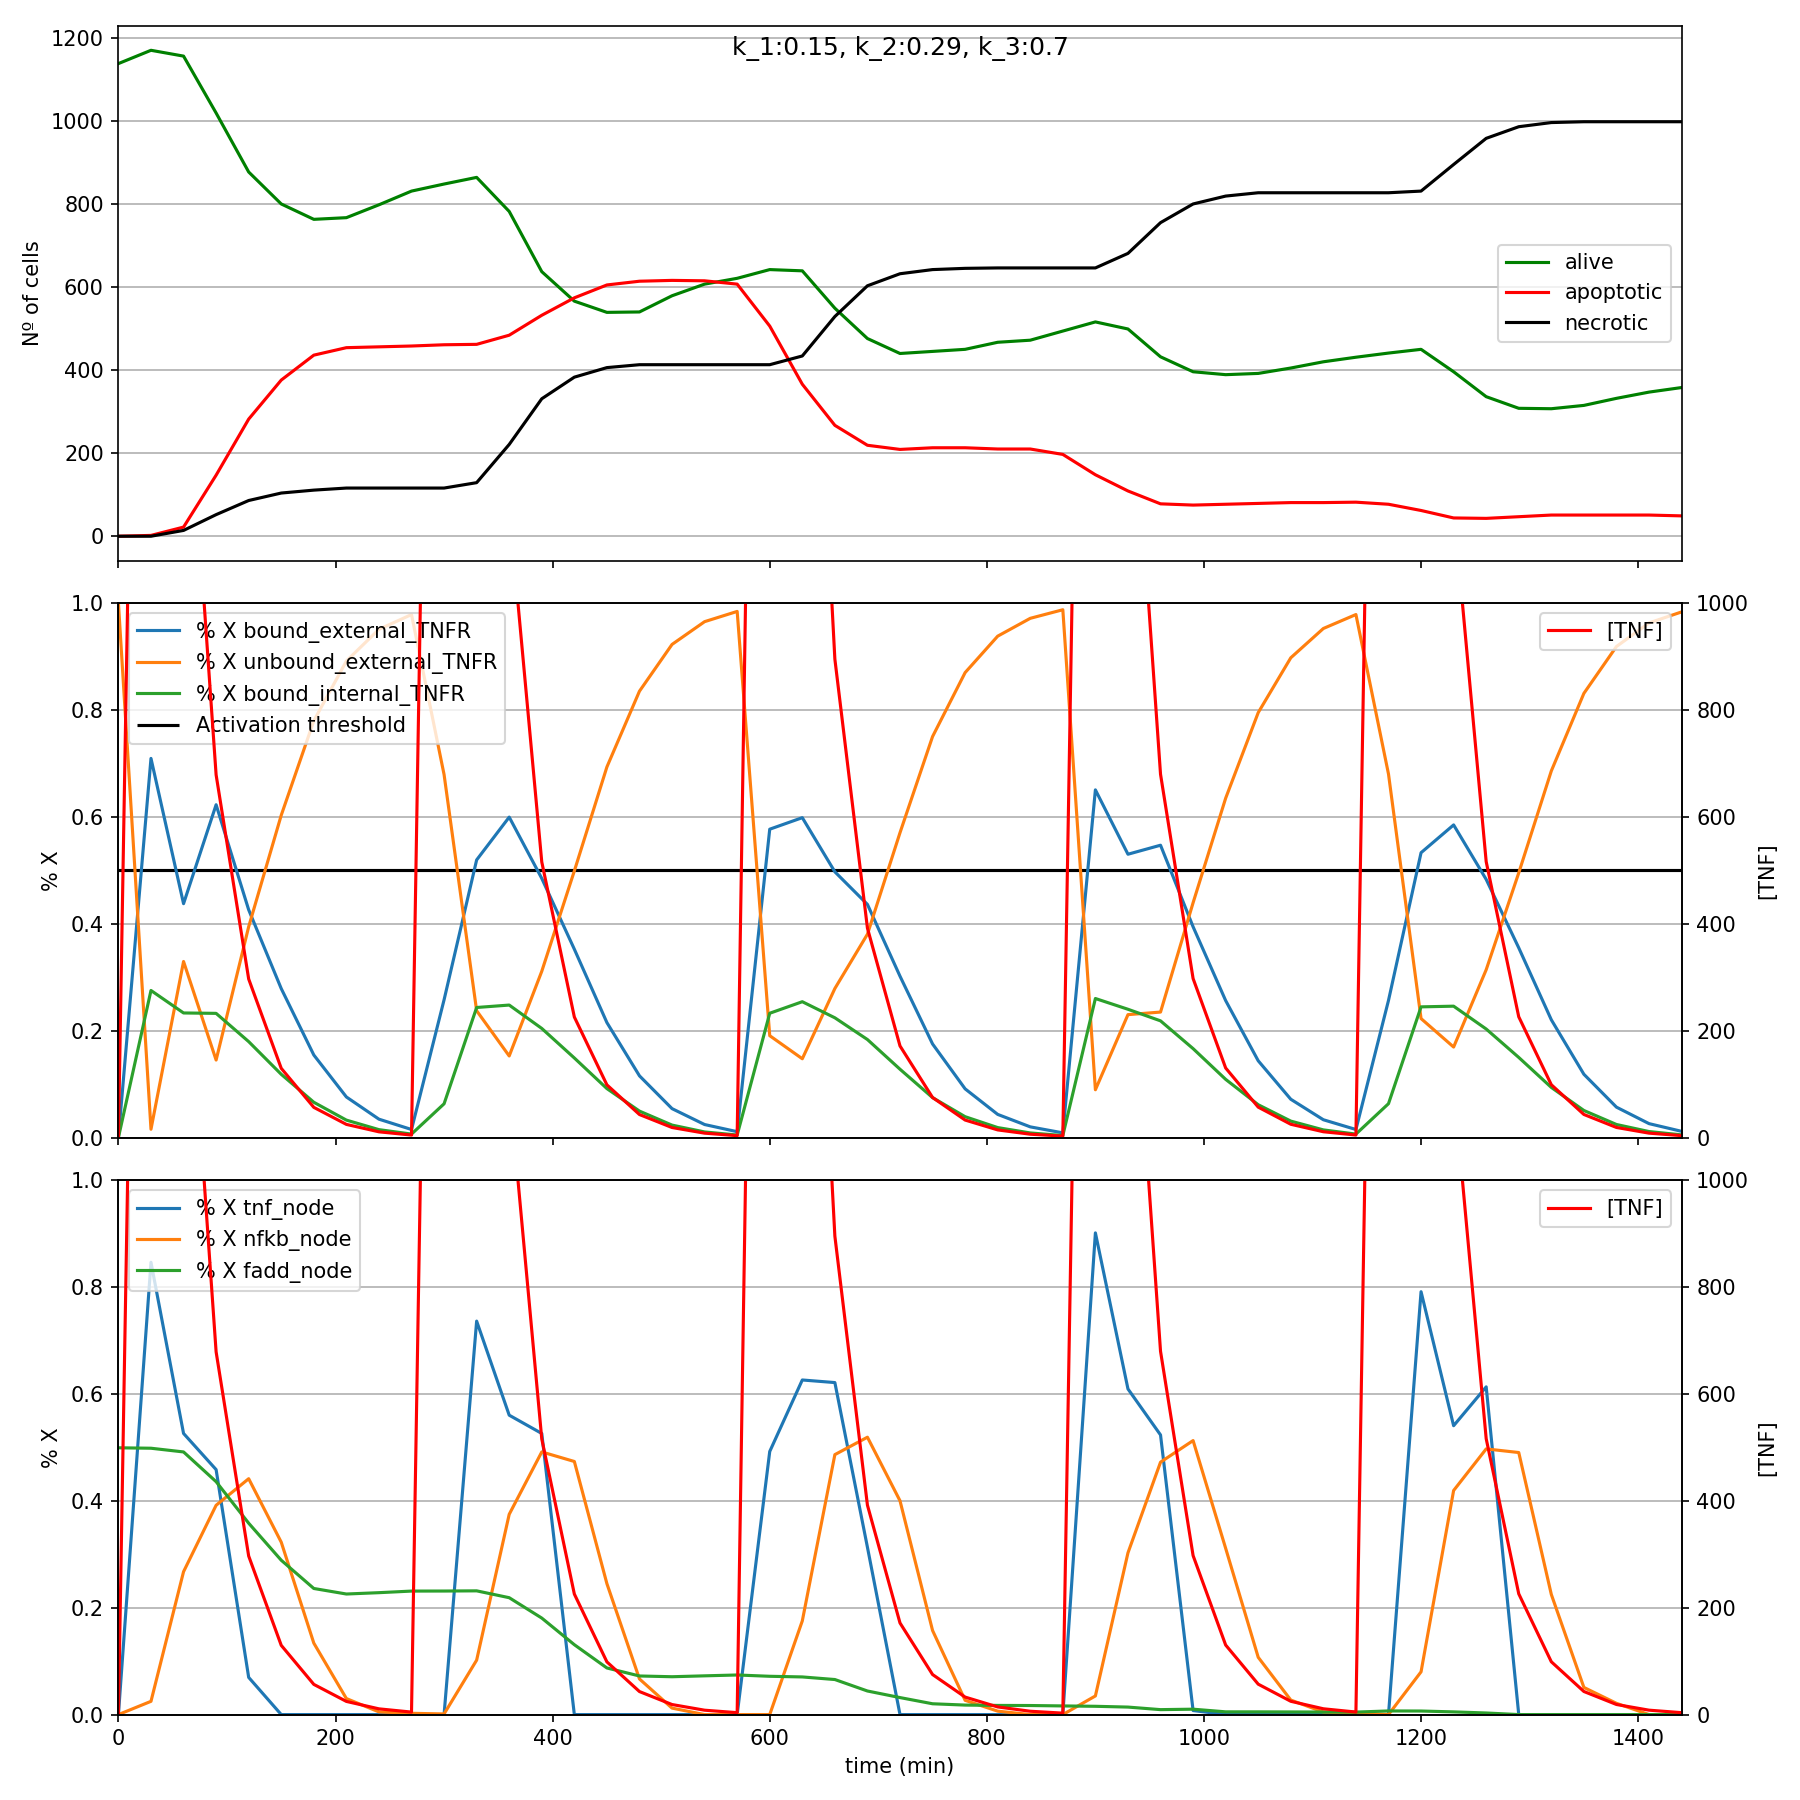 k_1:0.15, k_2:0.29, k_3:0.7
1200
1000
800
600
400
200
0
Nº of cells
alive
apoptotic
necrotic
1.0
0.8
0.6
0.4
0.2
0.0
% X
% X bound_external_TNFR
% X unbound_external_TNFR
% X bound_internal_TNFR
Activation threshold
[TNF]
1000
800
600
400
200
0
[TNF]
1.0
0.8
0.6
0.4
0.2
0.0
% X
% X tnf_node
% X nfkb_node
% X fadd_node
[TNF]
1000
800
600
400
200
0
[TNF]
0 200 400 600 800 1000 1200 1400
time (min)